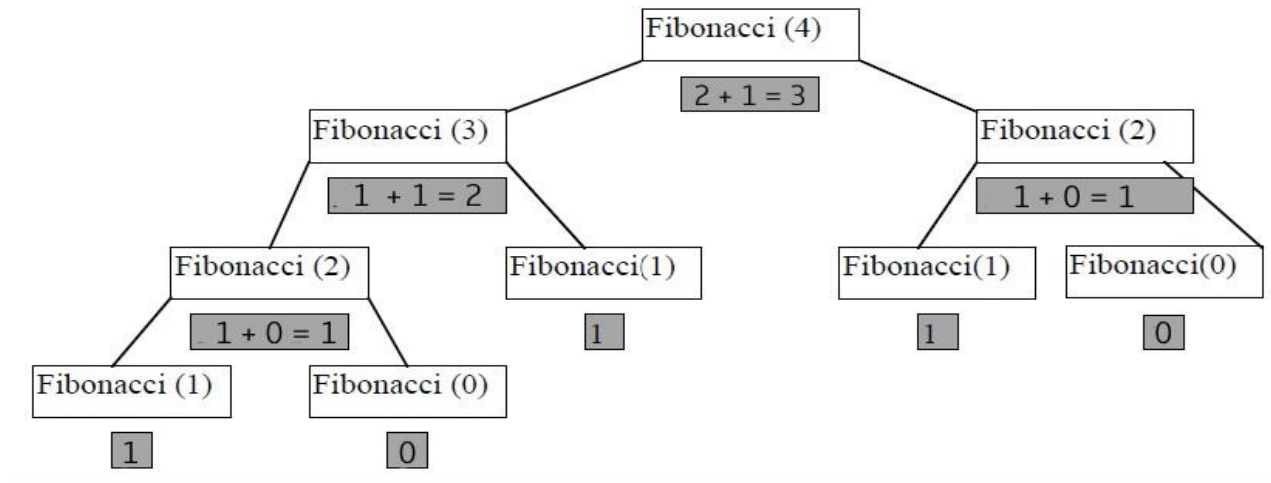 Fibonacci (4)
2 + 1 = 3
Fibonacci (3)
Fibonacci (2)
1 + 1 = 2
1 + 0 = 1
Fibonacci (2)
Fibonacci(1)
Fibonacci(1)
Fibonacci(0)
1 + 0 = 1
1
1
0
Fibonacci (1)
Fibonacci (0)
1
0